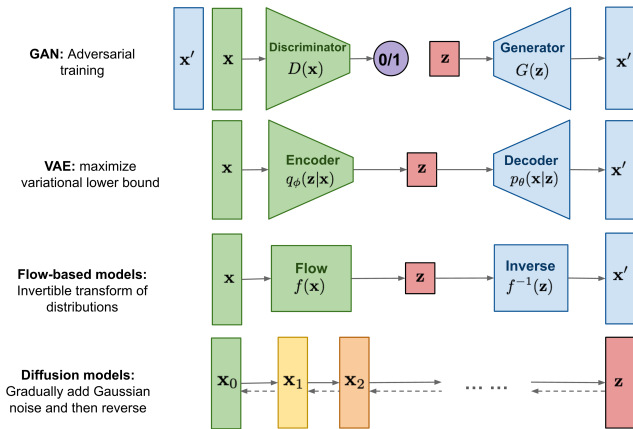 GAN: Adversarial
training
x′
x
Discriminator
D(x)
0/1
z
Generator
G(z)
x′
VAE: maximize
variational lower bound
x
Encoder
qϕ(z|x)
z
Decoder
pθ(x|z)
x′
Flow-based models:
Invertible transform of
distributions
x
Flow
f(x)
z
Inverse
f⁻¹(z)
x′
Diffusion models:
Gradually add Gaussian
noise and then reverse
x₀
x₁
x₂
... ...
z